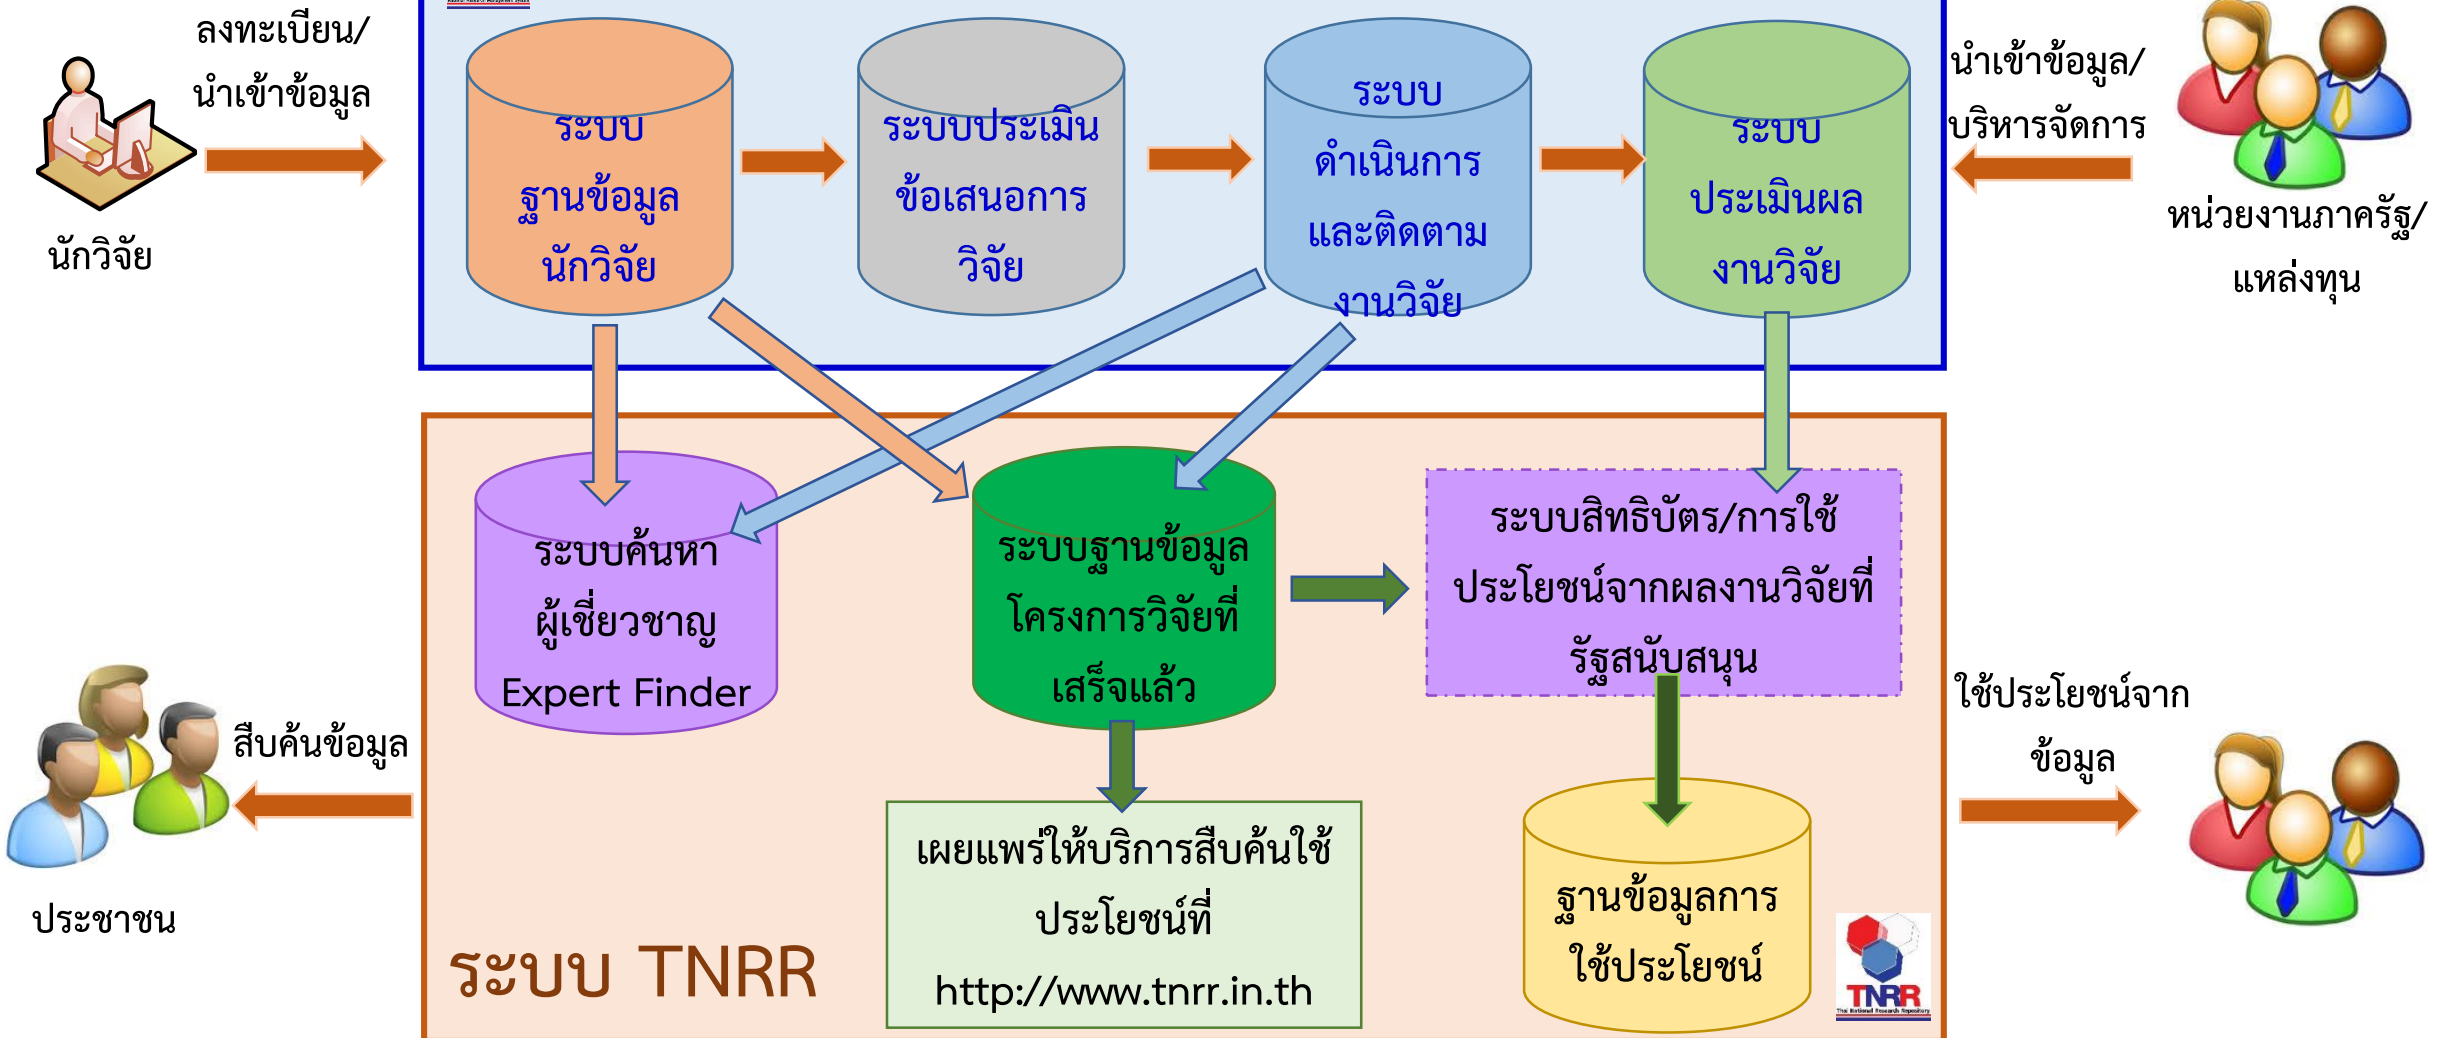 ลงทะเบียน/
นำเข้าข้อมูล
นักวิจัย
ระบบ
ฐานข้อมูล
นักวิจัย
ระบบประเมิน
ข้อเสนอการ
วิจัย
ระบบ
ดำเนินการ
และติดตาม
งานวิจัย
ระบบ
ประเมินผล
งานวิจัย
นำเข้าข้อมูล/
บริหารจัดการ
หน่วยงานภาครัฐ/
แหล่งทุน
ระบบค้นหา
ผู้เชี่ยวชาญ
Expert Finder
ระบบฐานข้อมูล
โครงการวิจัยที่
เสร็จแล้ว
ระบบสิทธิบัตร/การใช้
ประโยชน์จากผลงานวิจัยที่
รัฐสนับสนุน
สืบค้นข้อมูล
ประชาชน
ใช้ประโยชน์จาก
ข้อมูล
เผยแพร่ให้บริการสืบค้นใช้
ประโยชน์ที่
http://www.tnrr.in.th
ฐานข้อมูลการ
ใช้ประโยชน์
ระบบ TNRR
TNRR
Thai National Research Repository